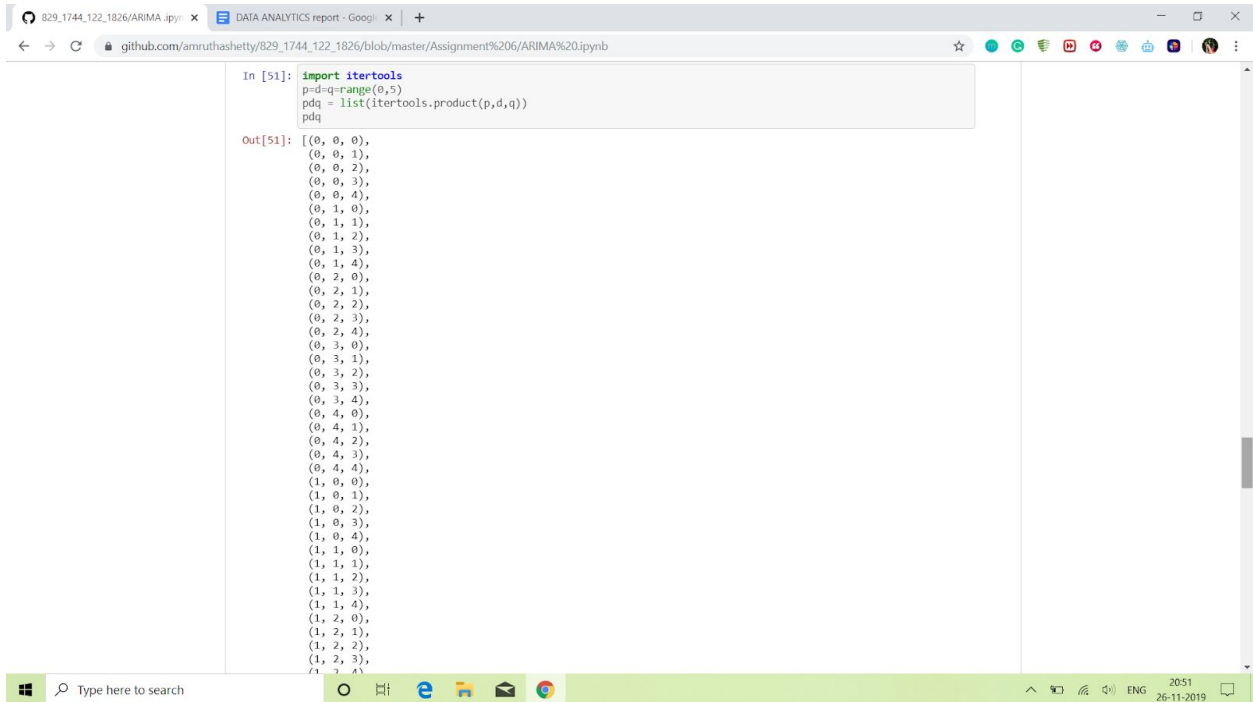 829_1744_122_1826/ARIMA .ipyn
DATA ANALYTICS report - Googl
github.com/amruthashetty/829_1744_122_1826/blob/master/Assignment%206/ARIMA%20.ipynb
In [51]: import itertools
p=d=q=range(0,5)
pdq = list(itertools.product(p,d,q))
pdq
Out[51]: [(0, 0, 0),
(0, 0, 1),
(0, 0, 2),
(0, 0, 3),
(0, 0, 4),
(0, 1, 0),
(0, 1, 1),
(0, 1, 2),
(0, 1, 3),
(0, 1, 4),
(0, 2, 0),
(0, 2, 1),
(0, 2, 2),
(0, 2, 3),
(0, 2, 4),
(0, 3, 0),
(0, 3, 1),
(0, 3, 2),
(0, 3, 3),
(0, 3, 4),
(0, 4, 0),
(0, 4, 1),
(0, 4, 2),
(0, 4, 3),
(0, 4, 4),
(1, 0, 0),
(1, 0, 1),
(1, 0, 2),
(1, 0, 3),
(1, 0, 4),
(1, 1, 0),
(1, 1, 1),
(1, 1, 2),
(1, 1, 3),
(1, 1, 4),
(1, 2, 0),
(1, 2, 1),
(1, 2, 2),
(1, 2, 3),
(1, 2, 4)
Type here to search
ENG
20:51
26-11-2019